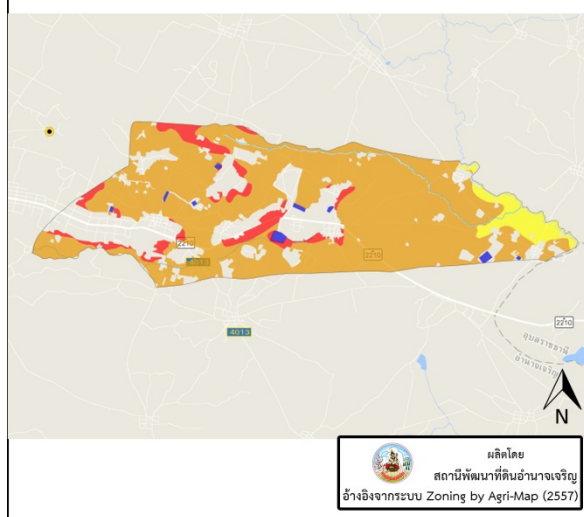 2210
4013
2210
4013
2210
อุบลราชธานี
อำนาจเจริญ
N
ผลิตโดย
สถานีพัฒนาที่ดินอำนาจเจริญ
อ้างอิงจากระบบ Zoning by Agri-Map (2557)